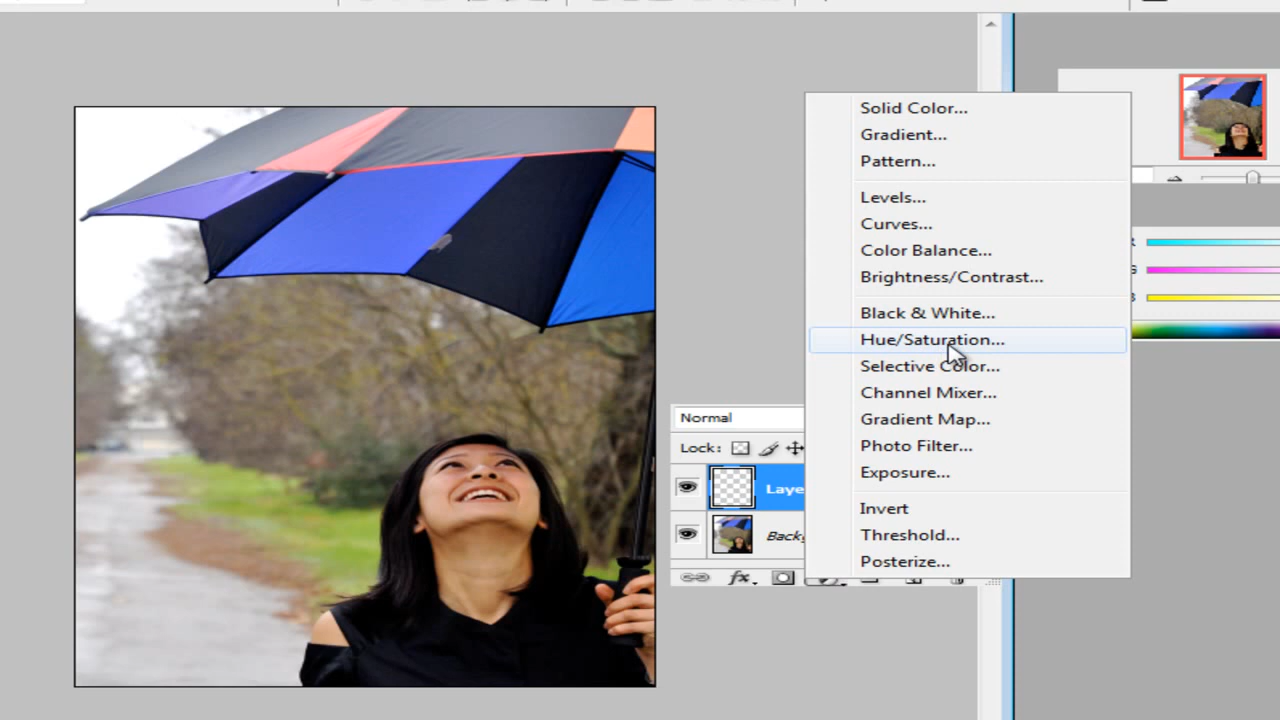 Solid Color...
Gradient...
Pattern...
Levels...
Curves...
Color Balance...
Brightness/Contrast...
Black & White...
Hue/Saturation...
Selective Color...
Channel Mixer...
Gradient Map...
Photo Filter...
Exposure...
Invert
Threshold...
Posterize...
Normal
Lock:
Laye
Back
fx